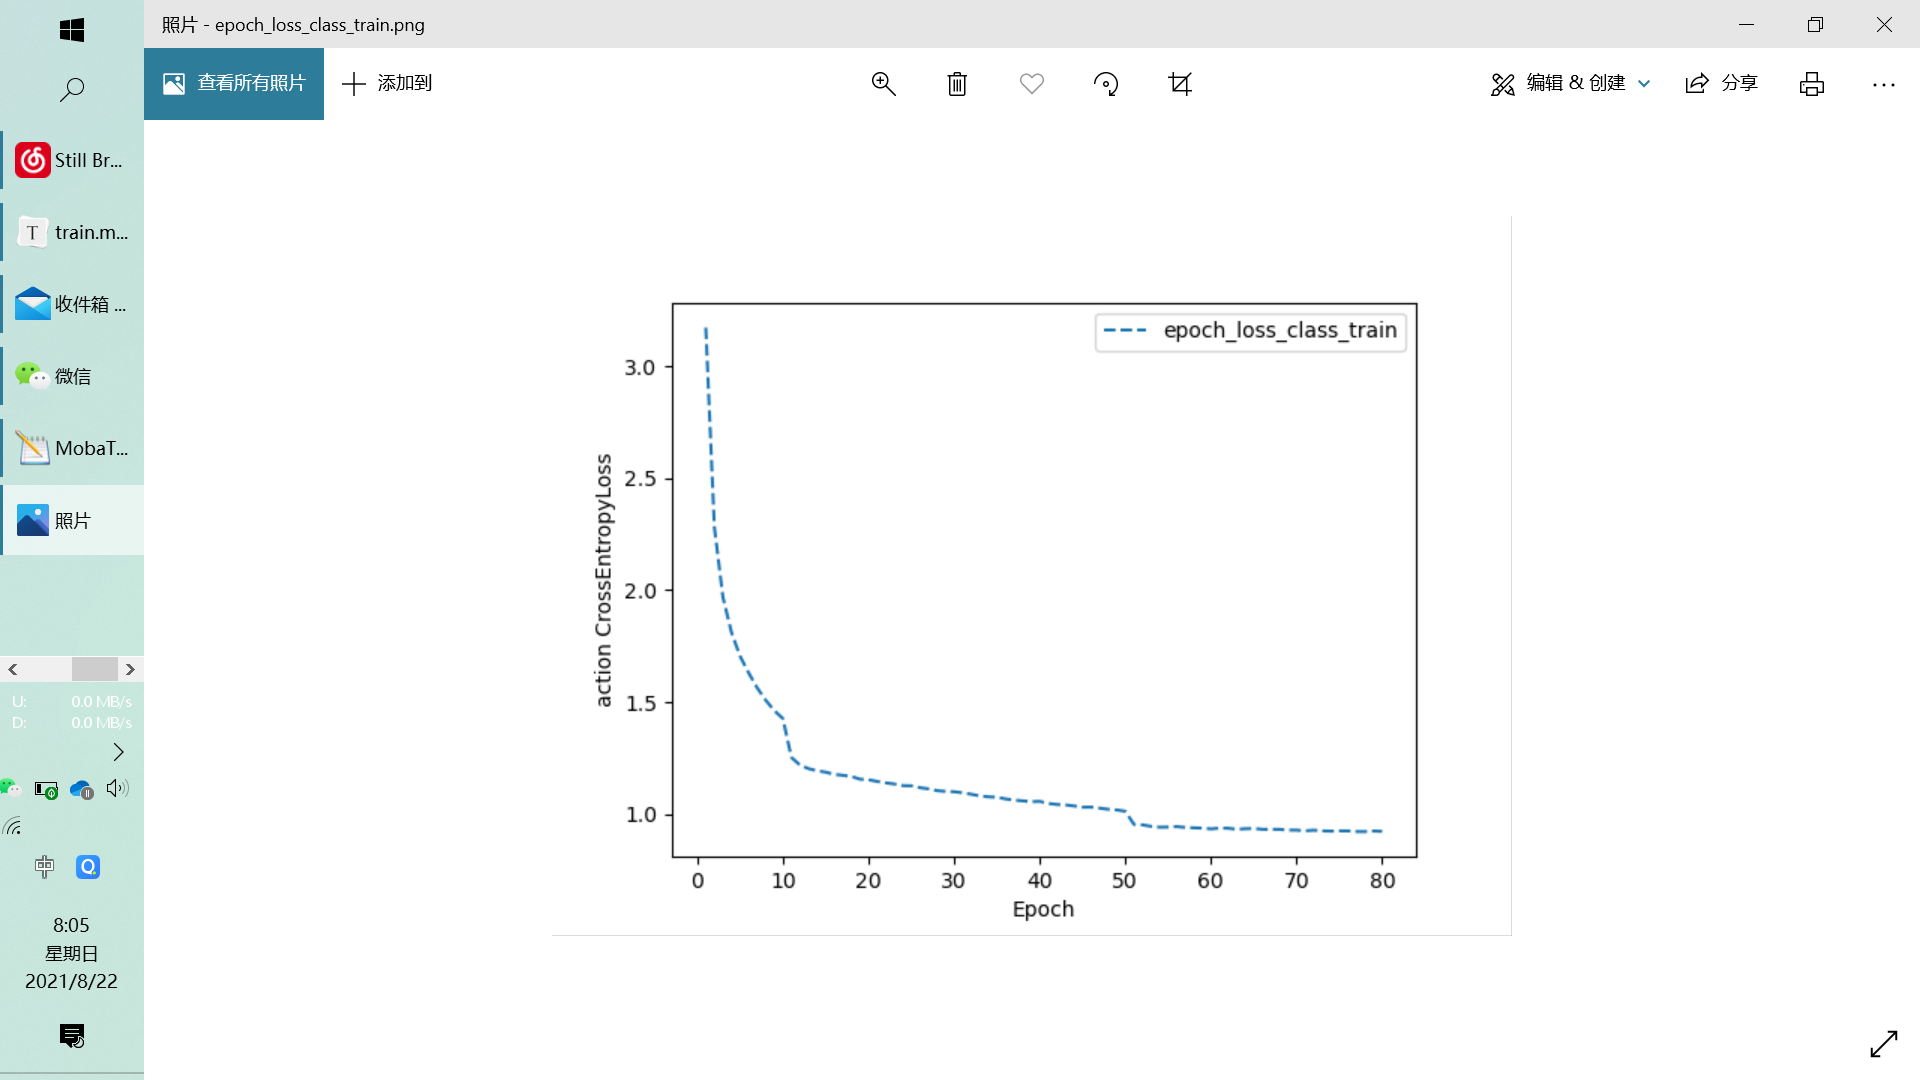 照片 - epoch_loss_class_train.png
查看所有照片
添加到
编辑 & 创建
分享
Still Br...
train.m...
收件箱 ...
微信
MobaT...
照片
U: 0.0 MB/s
D: 0.0 MB/s
中
8:05
星期日
2021/8/22
epoch_loss_class_train
action CrossEntropyLoss
3.0
2.5
2.0
1.5
1.0
0 10 20 30 40 50 60 70 80
Epoch